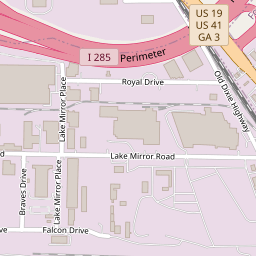 US 19
US 41
GA 3
I 285
Perimeter
Royal Drive
Old Dixie Highway
Lake Mirror Place
Lake Mirror Road
Braves Drive
Lake Mirror Place
Falcon Drive